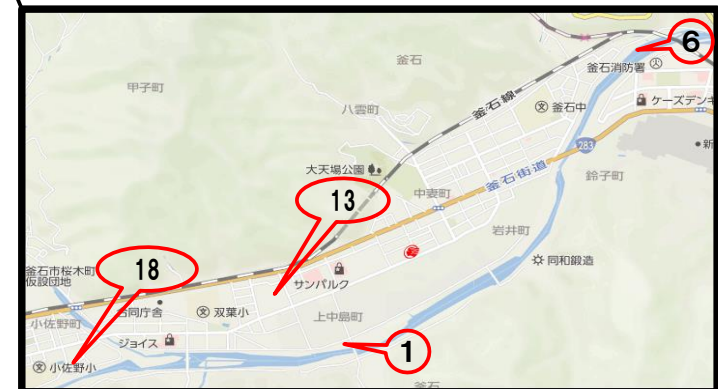 6
釜石
釜石消防署
甲子町
ケーズデンキ
釜石線
釜石中
八雲町
283
•新
大天場公園
釜石街道
鈴子町
中妻町
13
岩井町
18
同和鍛造
釜石市桜木町
仮設団地
サンパルク
合同庁舎
双葉小
上中島町
小佐野町
ジョイス
1
小佐野小
釜石